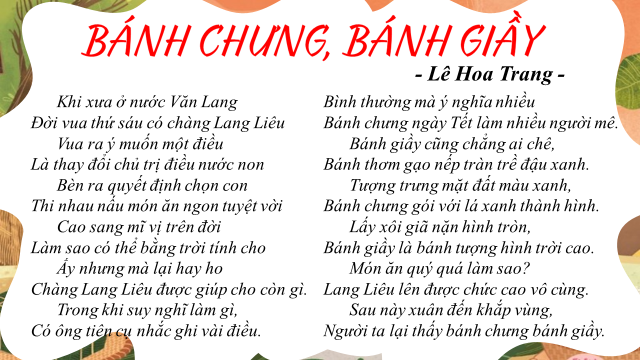 BÁNH CHƯNG, BÁNH GIẦY
- Lê Hoa Trang -
Khi xưa ở nước Văn Lang
Đời vua thứ sáu có chàng Lang Liêu
Vua ra ý muốn một điều
Là thay đổi chủ trị điều nước non
Bèn ra quyết định chọn con
Thi nhau nấu món ăn ngon tuyệt vời
Cao sang mĩ vị trên đời
Làm sao có thể bằng trời tính cho
Ấy nhưng mà lại hay ho
Chàng Lang Liêu được giúp cho còn gì.
Trong khi suy nghĩ làm gì,
Có ông tiên cụ nhắc ghi vài điều.
Bình thường mà ý nghĩa nhiều
Bánh chưng ngày Tết làm nhiều người mê.
Bánh giầy cũng chẳng ai chê,
Bánh thơm gạo nếp tràn trề đậu xanh.
Tượng trưng mặt đất màu xanh,
Bánh chưng gói với lá xanh thành hình.
Lấy xôi giã nặn hình tròn,
Bánh giầy là bánh tượng hình trời cao.
Món ăn quý quá làm sao?
Lang Liêu lên được chức cao vô cùng.
Sau này xuân đến khắp vùng,
Người ta lại thấy bánh chưng bánh giầy.